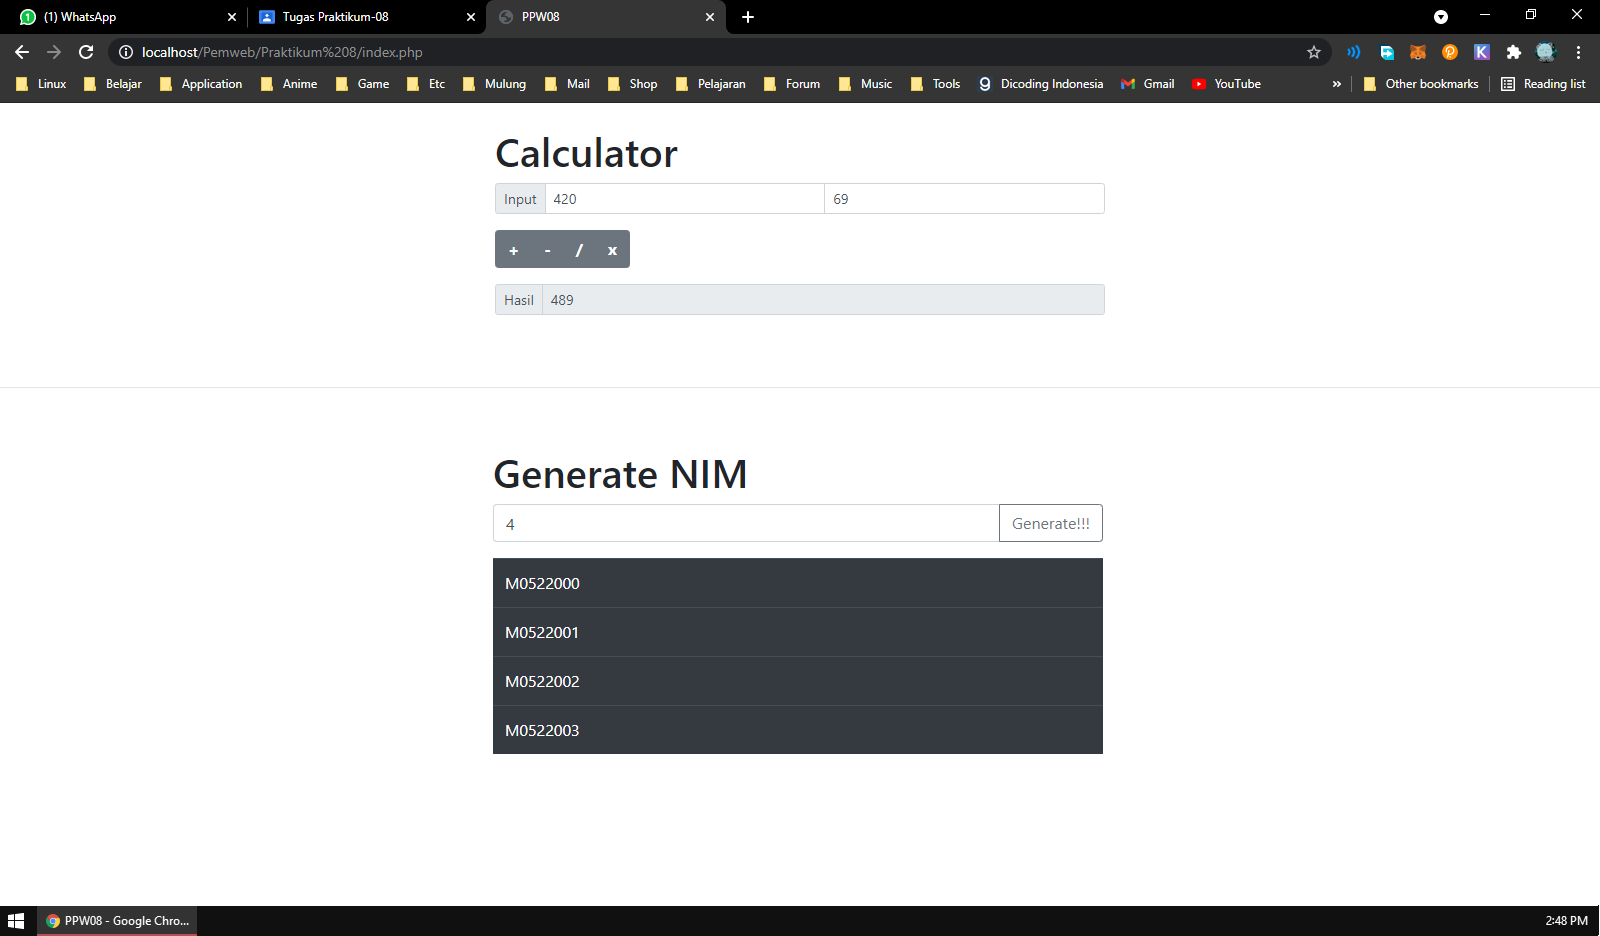 (1) WhatsApp
Tugas Praktikum-08
PPW08
localhost/Pemweb/Praktikum%208/index.php
Linux Belajar Application Anime Game Etc Mulung Mail Shop Pelajaran Forum Music Tools Dicoding Indonesia Gmail YouTube » Other bookmarks Reading list
Calculator
Input 420 69
+ - / x
Hasil 489
Generate NIM
4 Generate!!!
M0522000
M0522001
M0522002
M0522003
PPW08 - Google Chro... 2:48 PM